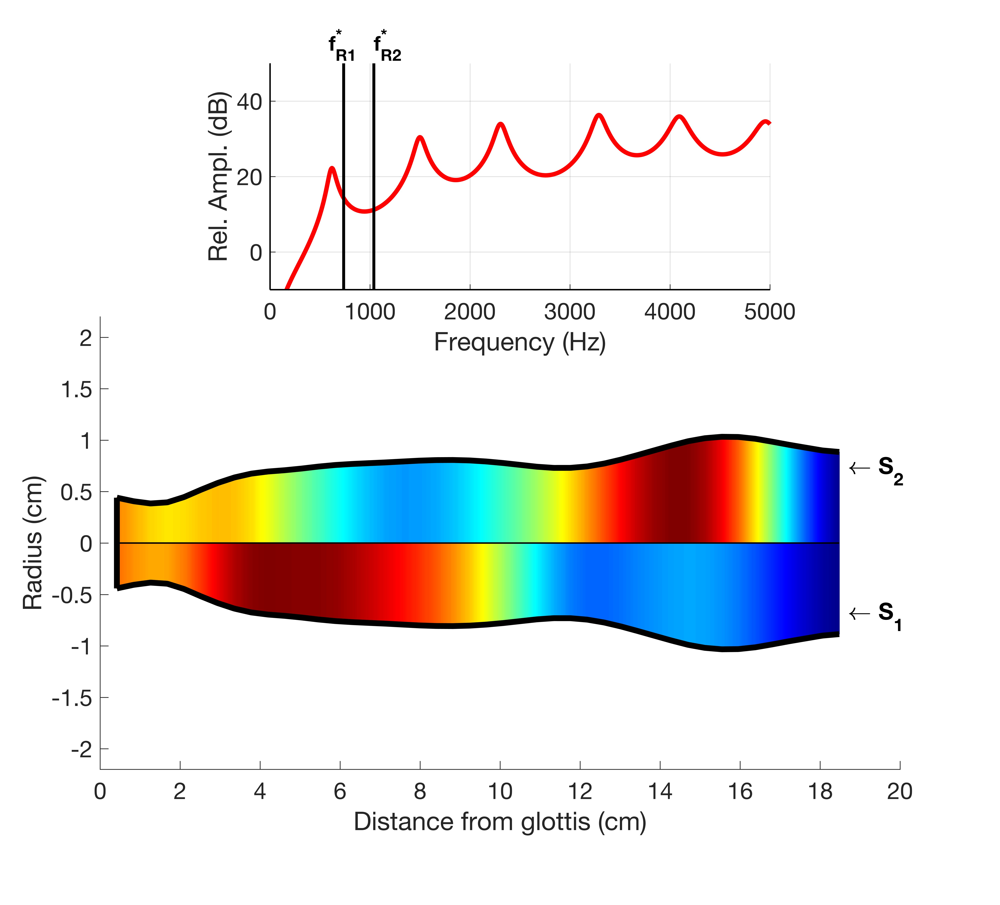 f*R1 f*R2
40
20
0
Rel. Ampl. (dB)
0 1000 2000 3000 4000 5000
Frequency (Hz)
2
1.5
1
0.5
0
-0.5
-1
-1.5
-2
Radius (cm)
← S2
← S1
0 2 4 6 8 10 12 14 16 18 20
Distance from glottis (cm)